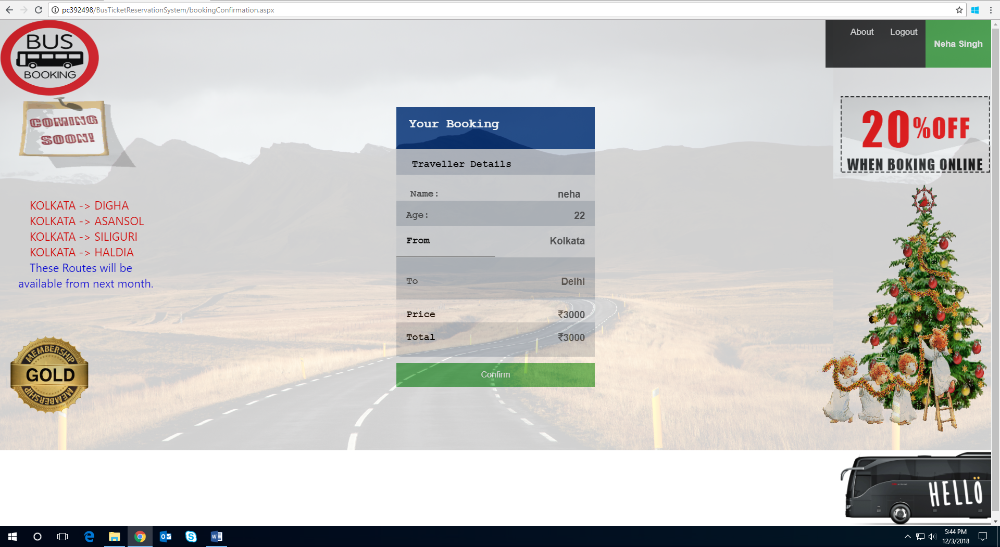 pc392498/BusTicketReservationSystem/bookingConfirmation.aspx
BUS
BOOKING
About Logout Neha Singh
COMING
SOON!
20%OFF
WHEN BOKING ONLINE
Your Booking
Traveller Details
Name: neha
Age: 22
From Kolkata
To Delhi
Price ₹3000
Total ₹3000
Confirm
KOLKATA -> DIGHA
KOLKATA -> ASANSOL
KOLKATA -> SILIGURI
KOLKATA -> HALDIA
These Routes will be
available from next month.
MEMBERSHIP
GOLD
MEMBERSHIP
HELLÖ
5:44 PM
12/3/2018